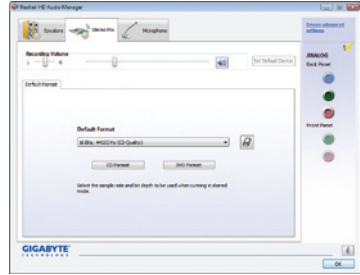 Realtek HD Audio Manager
Speakers
Stereo Mix
Microphone
Device advanced settings
Recording Volume
L
R
Set Default Device
ANALOG
Back Panel
Default Format
Default Format
16 Bits, 44100 Hz (CD Quality)
CD Format
DVD Format
Front Panel
Select the sample rate and bit depth to be used when running in shared
mode.
GIGABYTE
TECHNOLOGY
OK